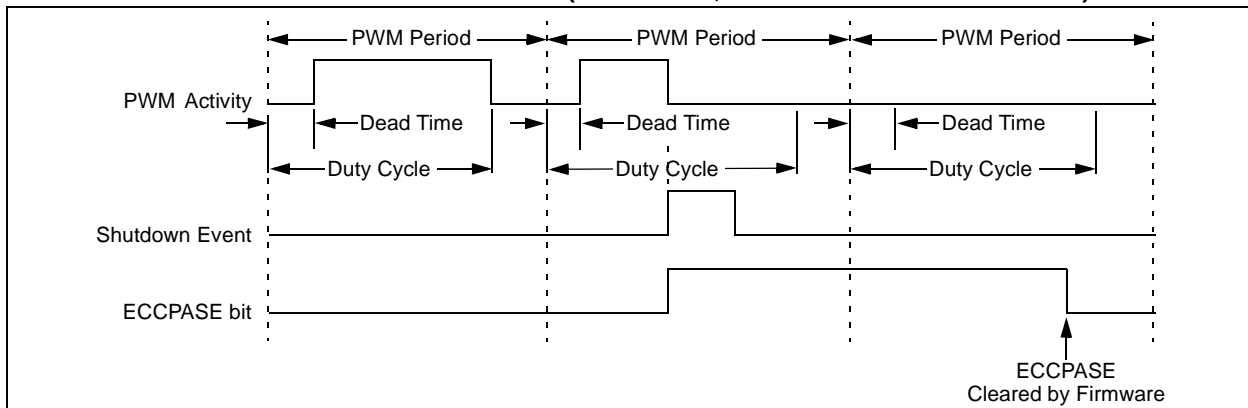 PWM Period PWM Period PWM Period
PWM Activity
Dead Time Dead Time Dead Time
Duty Cycle Duty Cycle Duty Cycle
Shutdown Event
ECCPASE bit
ECCPASE
Cleared by Firmware